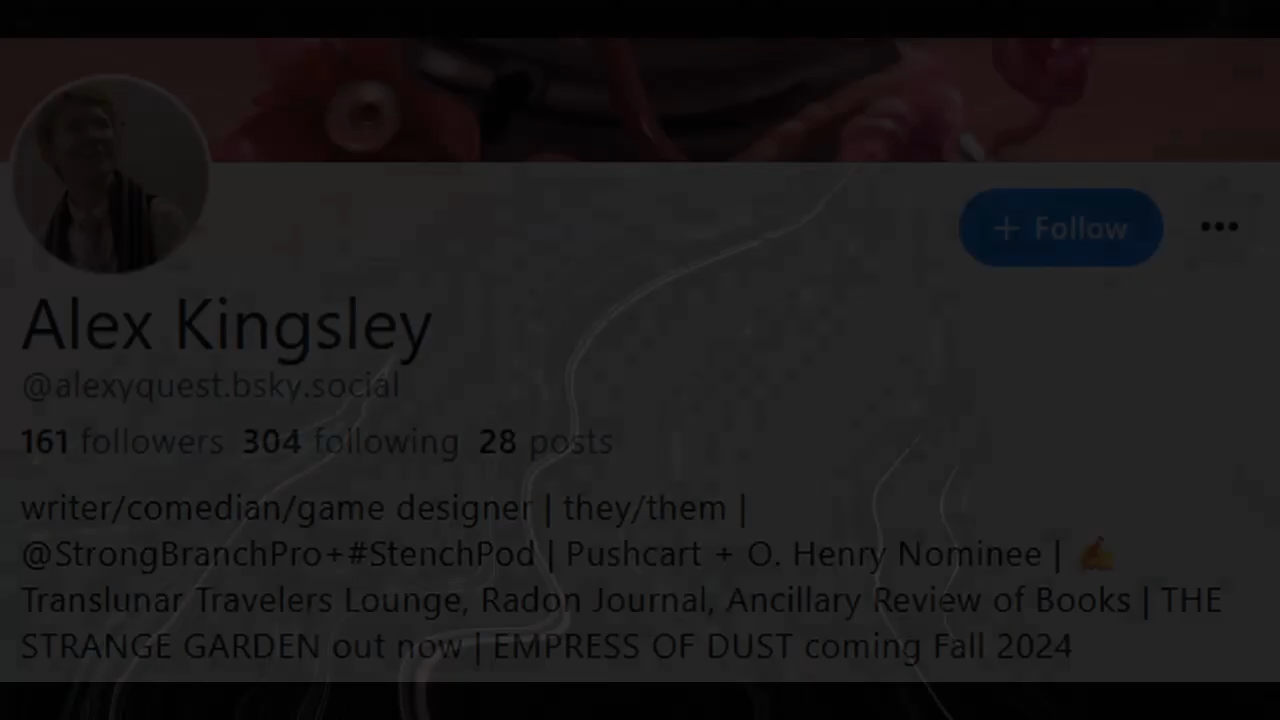 + Follow
Alex Kingsley
@alexyquest.bsky.social
161 followers 304 following 28 posts
writer/comedian/game designer | they/them |
@StrongBranchPro+#StenchPod | Pushcart + O. Henry Nominee | ✍️
Translunar Travelers Lounge, Radon Journal, Ancillary Review of Books | THE
STRANGE GARDEN out now | EMPRESS OF DUST coming Fall 2024